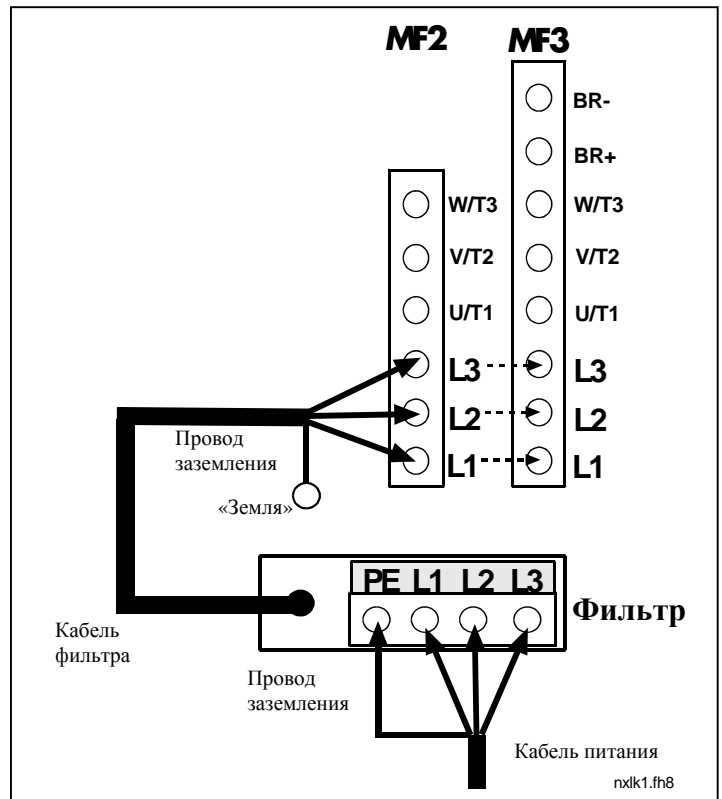 MF2 MF3
BR-
BR+
W/T3 W/T3
V/T2 V/T2
U/T1 U/T1
L3 L3
L2 L2
L1 L1
Провод
заземления
«Земля»
PE L1 L2 L3
Фильтр
Кабель
фильтра
Провод
заземления
Кабель питания
nxlk1.fh8